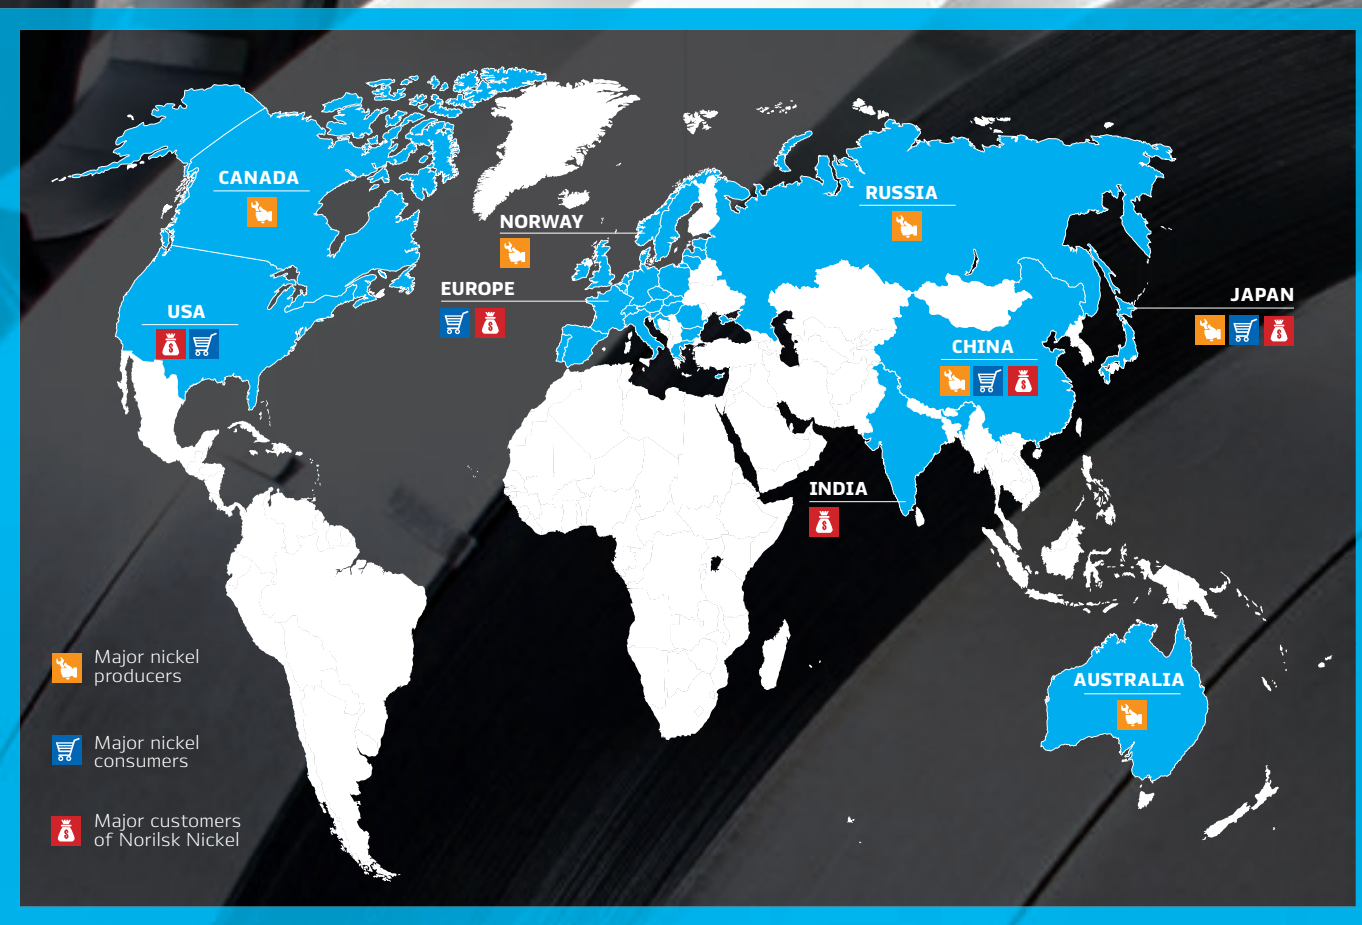 CANADA
RUSSIA
NORWAY
EUROPE
JAPAN
USA
CHINA
INDIA
AUSTRALIA
Major nickel
producers
Major nickel
consumers
Major customers
of Norilsk Nickel